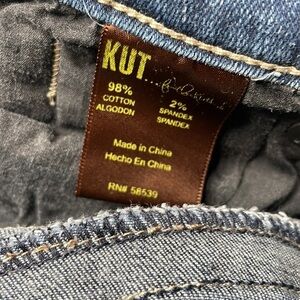 KUT
98% 2%
COTTON SPANDEX
ALGODON SPANDEX
Made in China
Hecho En China
RN# 58539